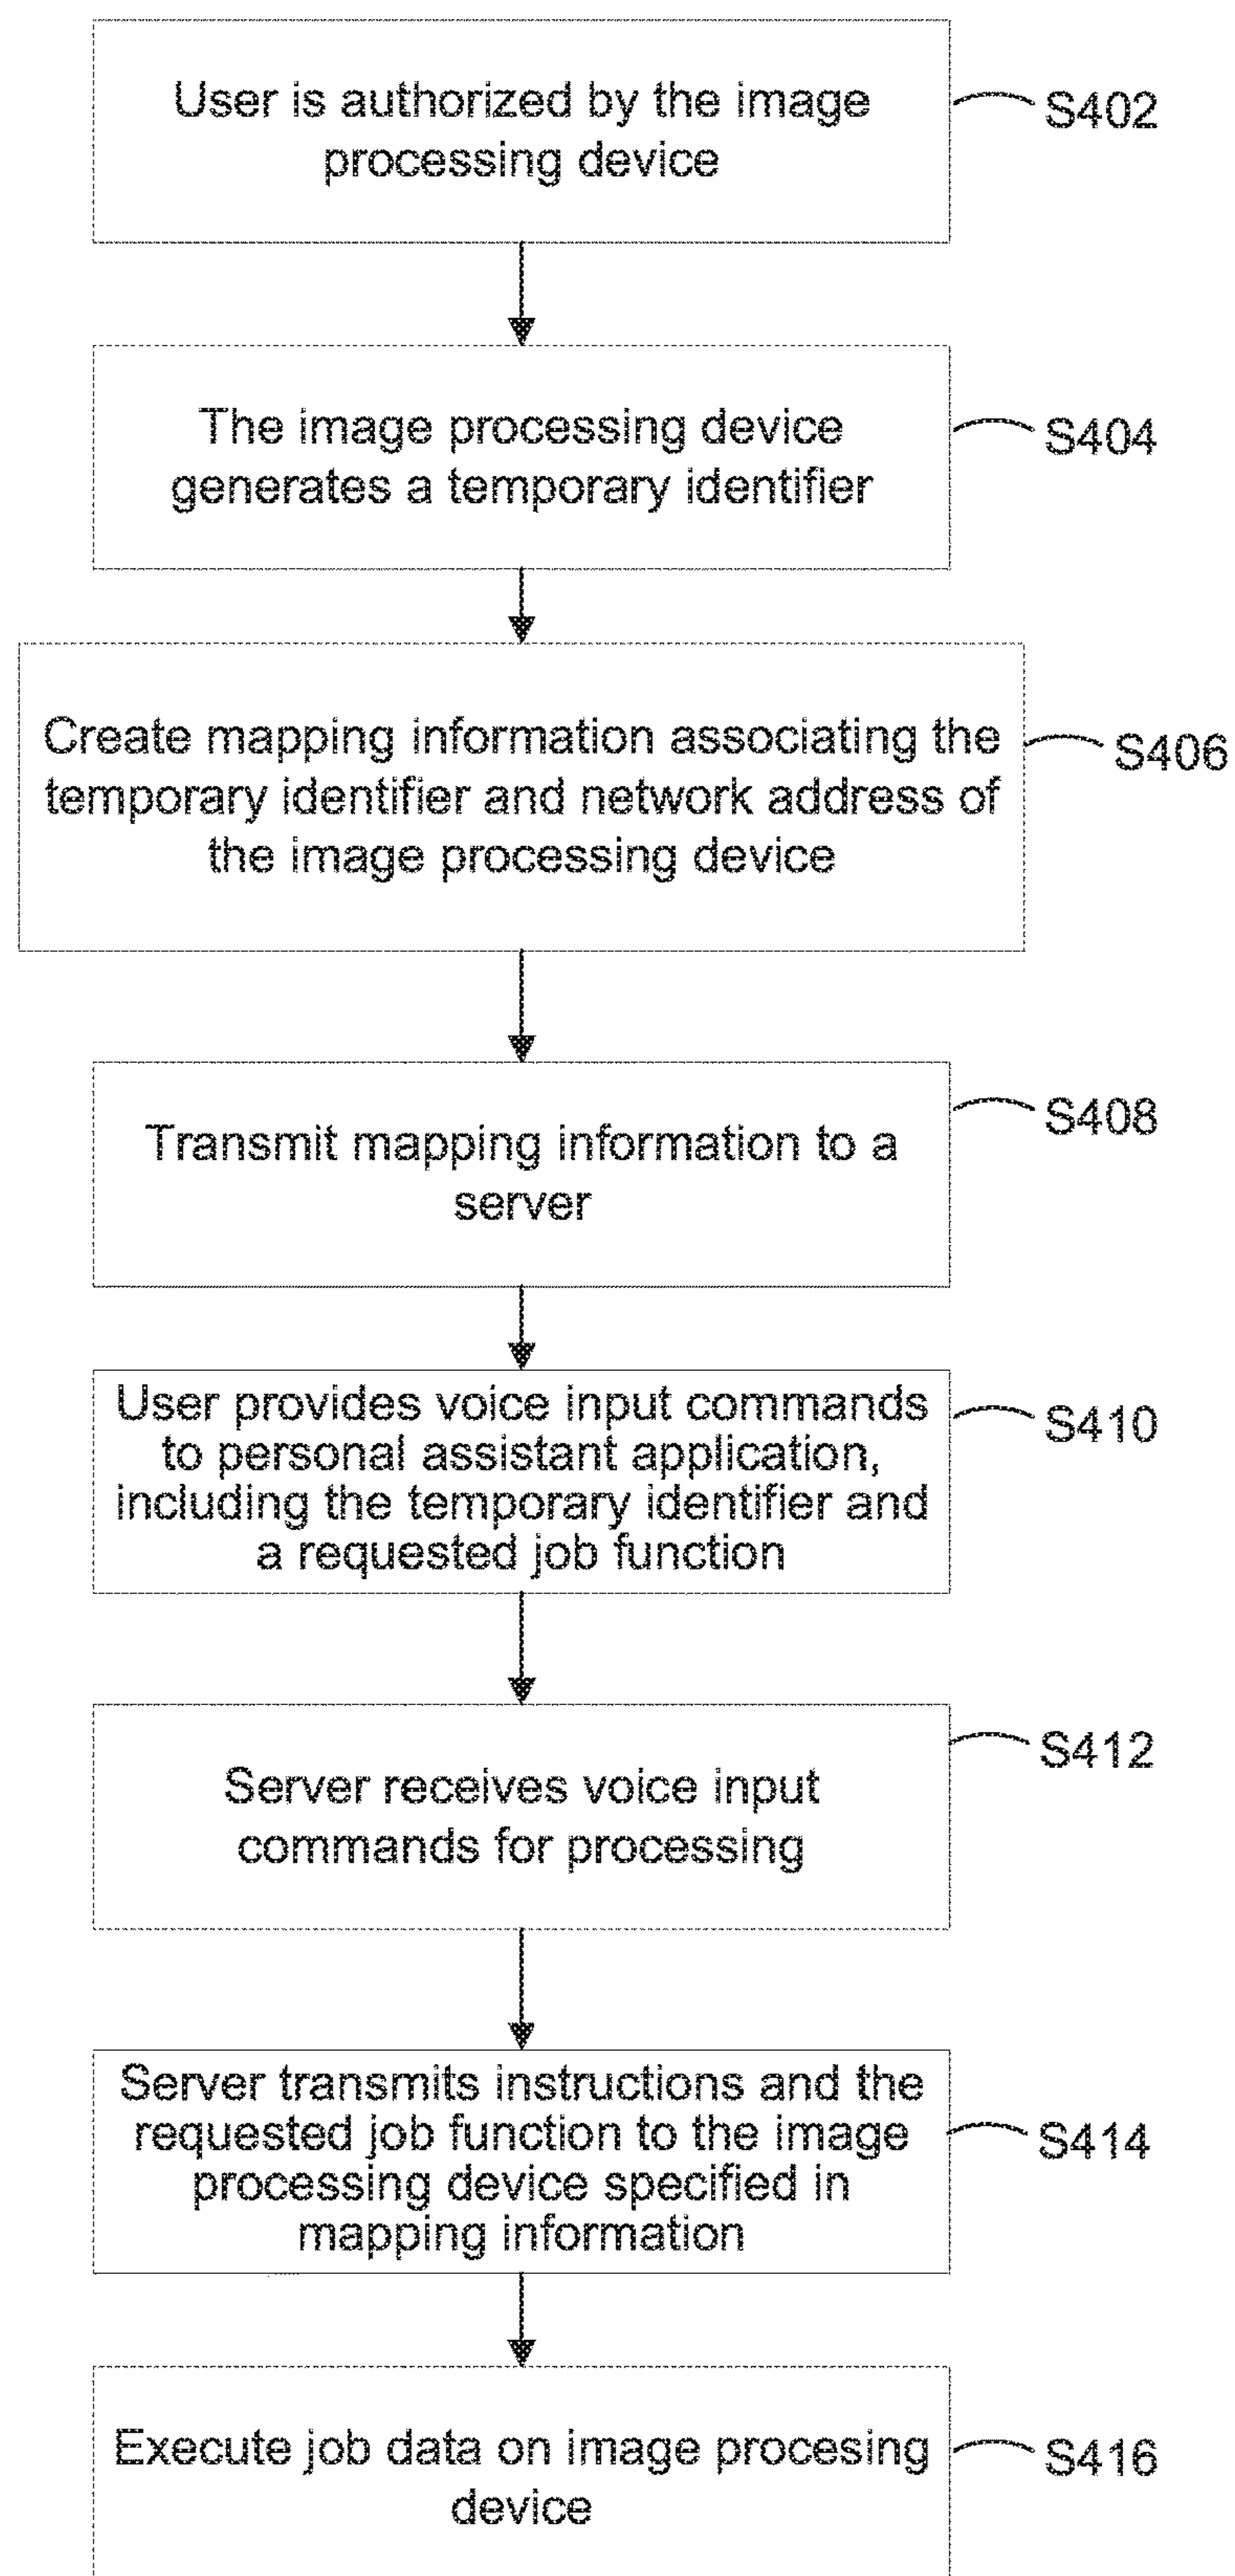 User is authorized by the image
processing device
S402
The image processing device
generates a temporary identifier
S404
Create mapping information associating the
temporary identifier and network address of
the image processing device
S406
Transmit mapping information to a
server
S408
User provides voice input commands
to personal assistant application,
including the temporary identifier and
a requested job function
S410
Server receives voice input
commands for processing
S412
Server transmits instructions and the
requested job function to the image
processing device specified in
mapping information
S414
Execute job data on image procesing
device
S416